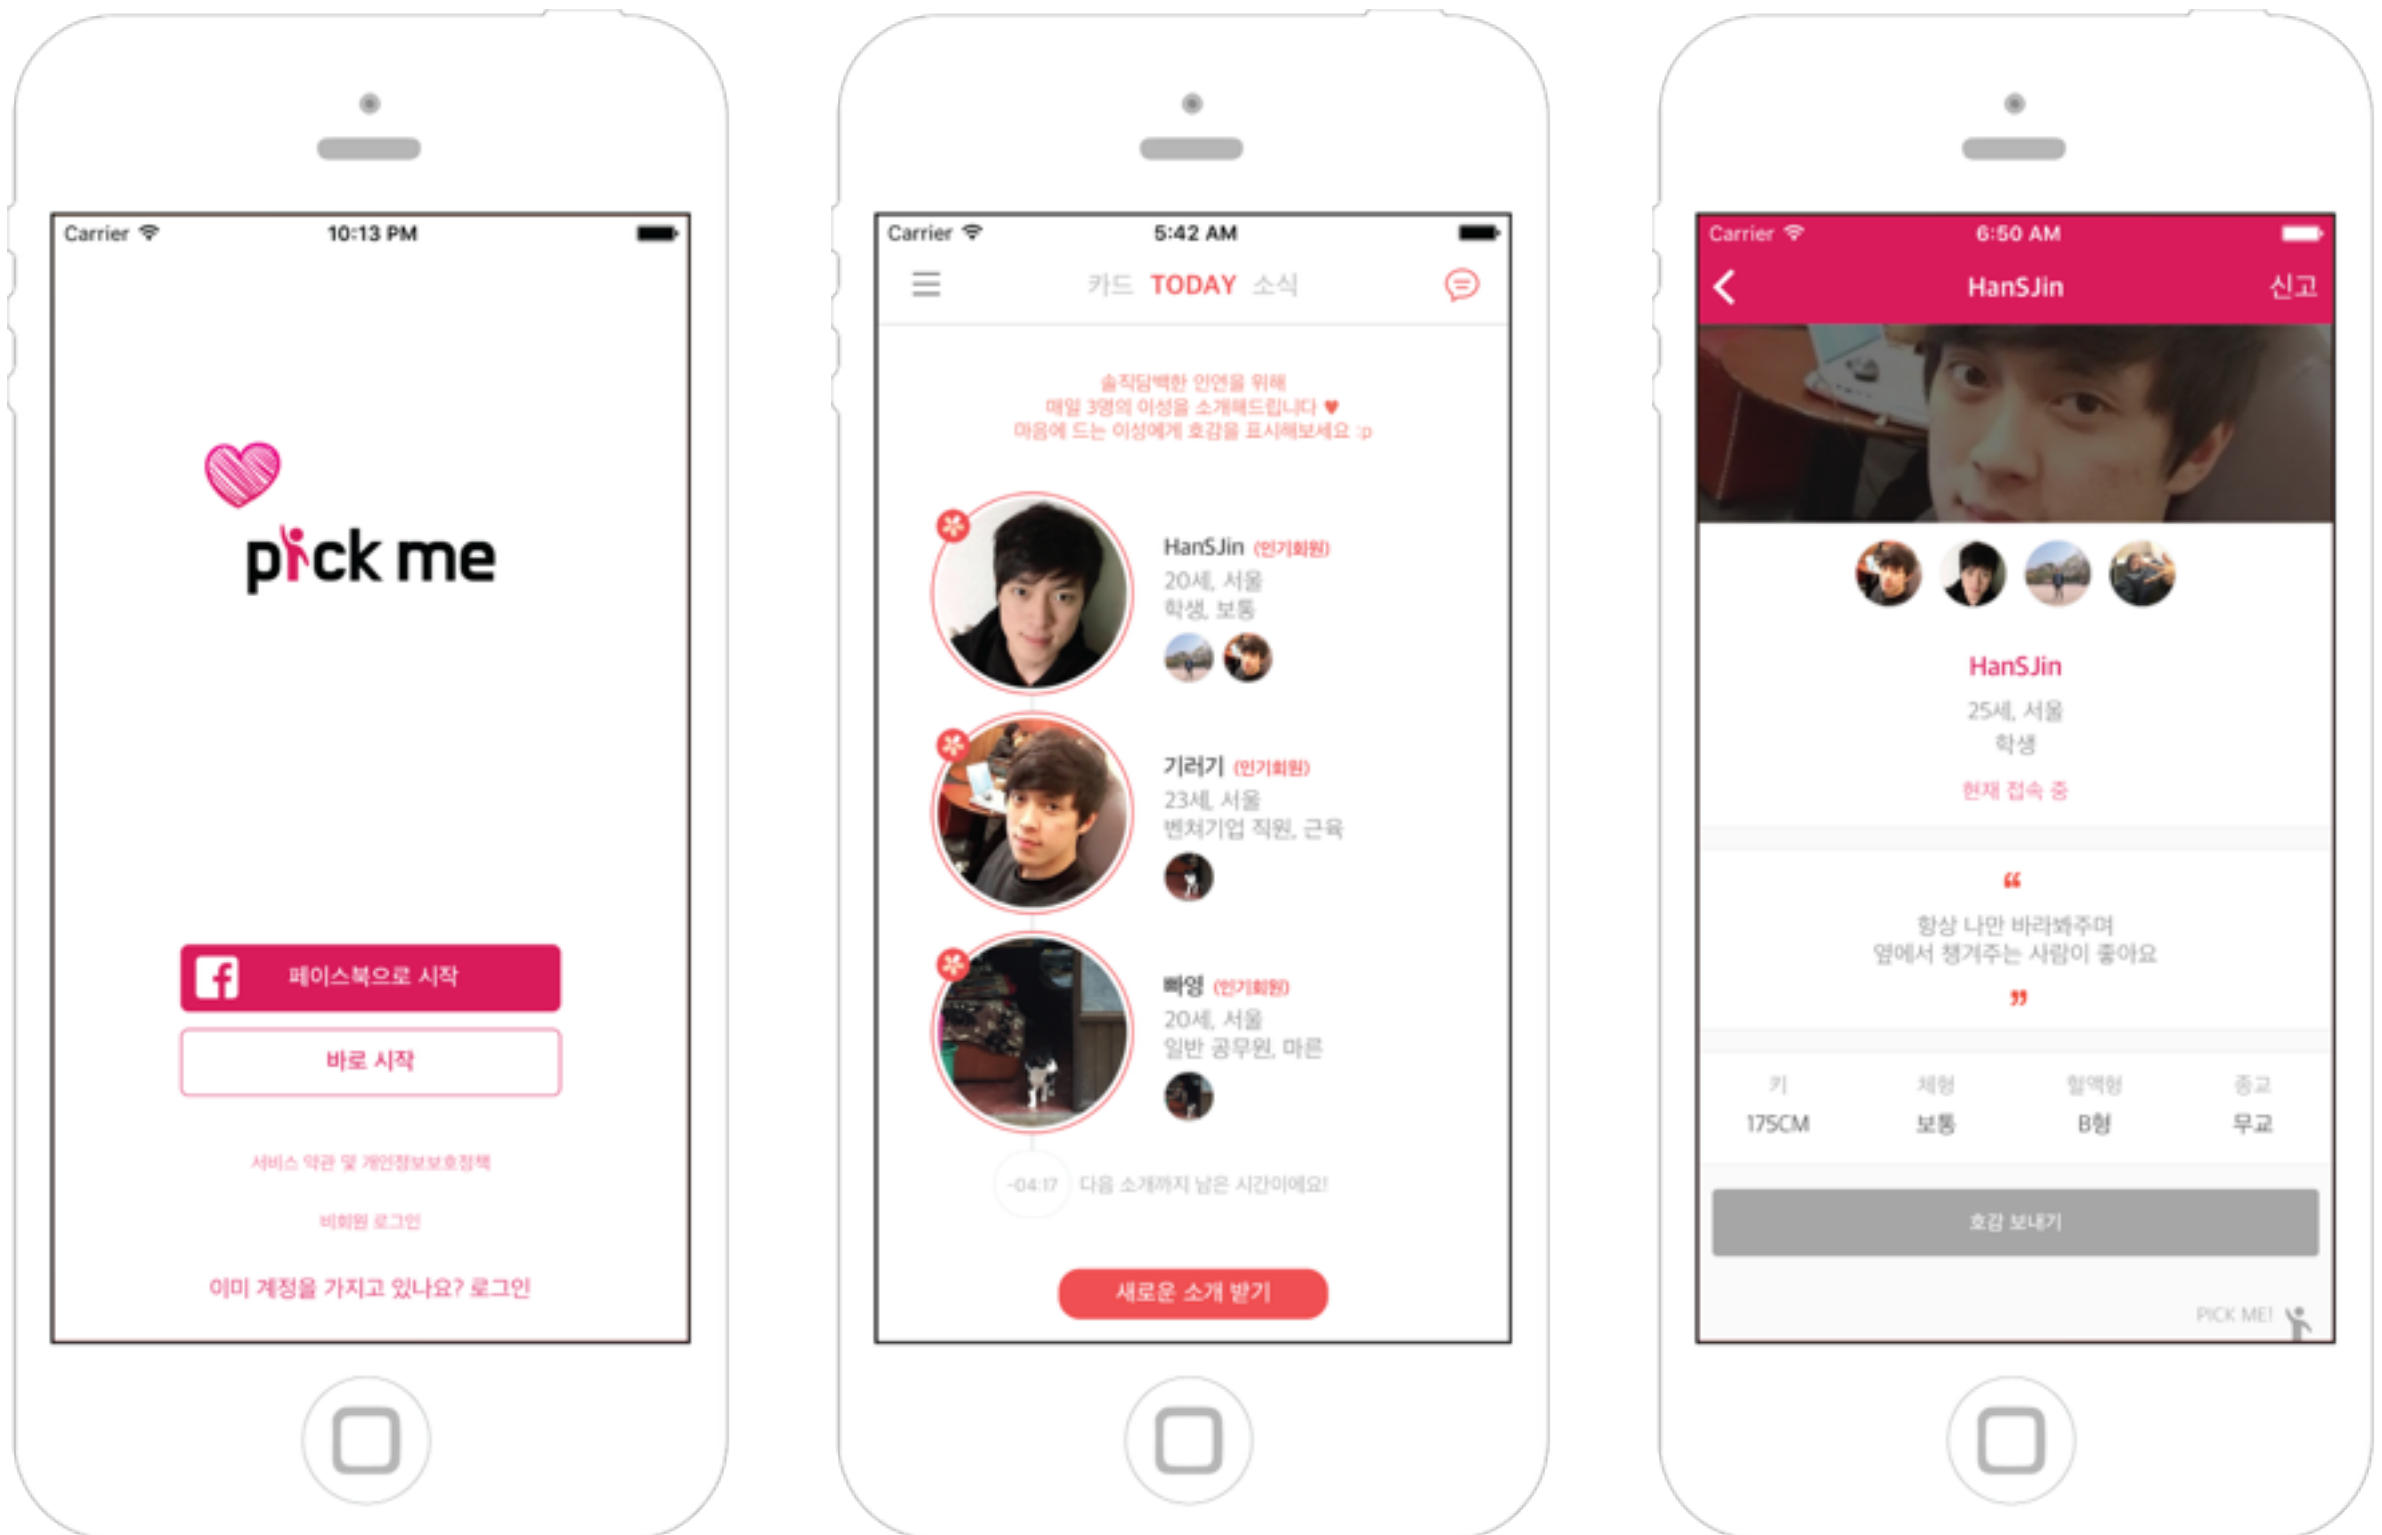 Carrier 10:13 PM
pick me
페이스북으로 시작
바로 시작
서비스 약관 및 개인정보보호정책
비회원 로그인
이미 계정을 가지고 있나요? 로그인
Carrier 5:42 AM
카드 TODAY 소식
솔직담백한 인연을 위해
매일 3명의 이성을 소개해드립니다 ♥
마음에 드는 이성에게 호감을 표시해보세요 :p
HanSJin (인기회원)
20세, 서울
학생, 보통
기러기 (인기회원)
23세, 서울
벤처기업 직원, 근육
빠영 (인기회원)
20세, 서울
일반 공무원, 마른
-04:17 다음 소개까지 남은 시간이에요!
새로운 소개 받기
Carrier 6:50 AM
HanSJin 신고
HanSJin
25세, 서울
학생
현재 접속 중
“
항상 나만 바라봐주며
옆에서 챙겨주는 사람이 좋아요
”
키 체형 혈액형 종교
175CM 보통 B형 무교
호감 보내기
PICK ME!